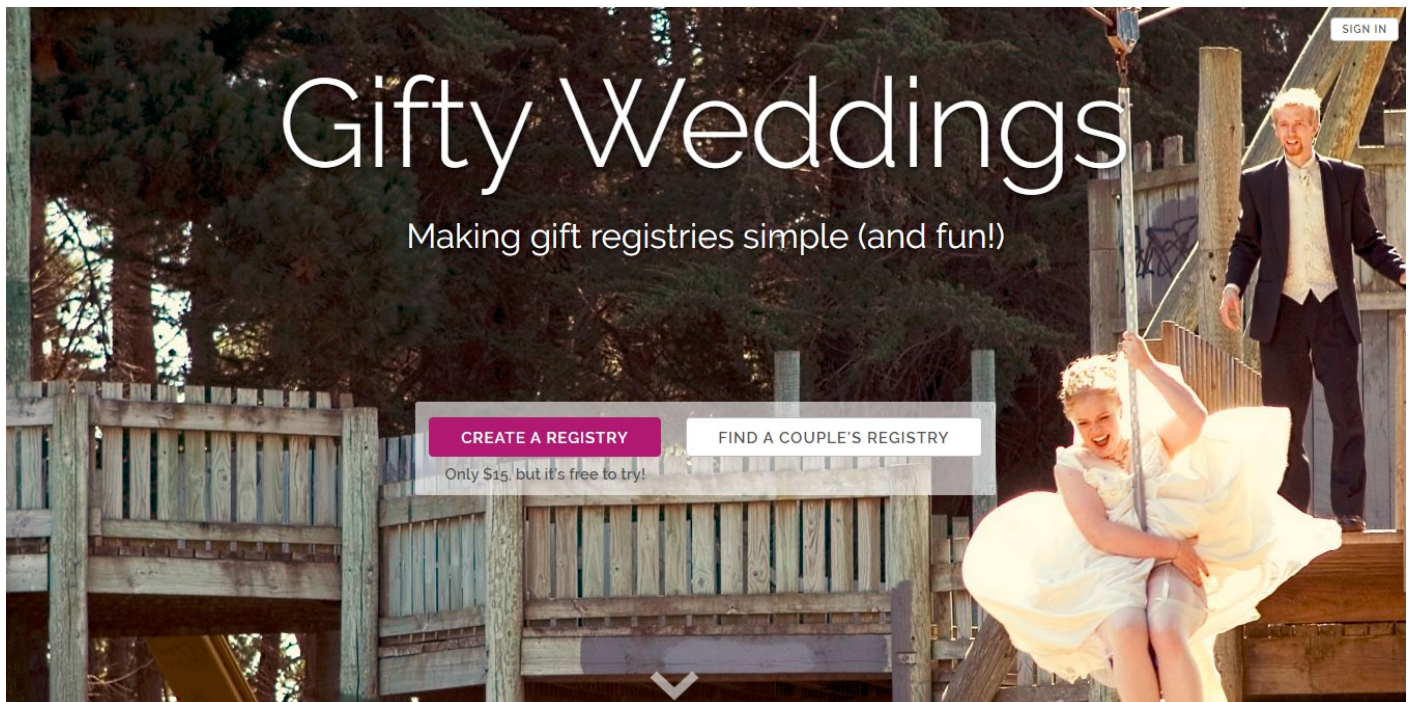 SIGN IN
Gifty Weddings
Making gift registries simple (and fun!)
CREATE A REGISTRY
FIND A COUPLE'S REGISTRY
Only $15, but it's free to try!